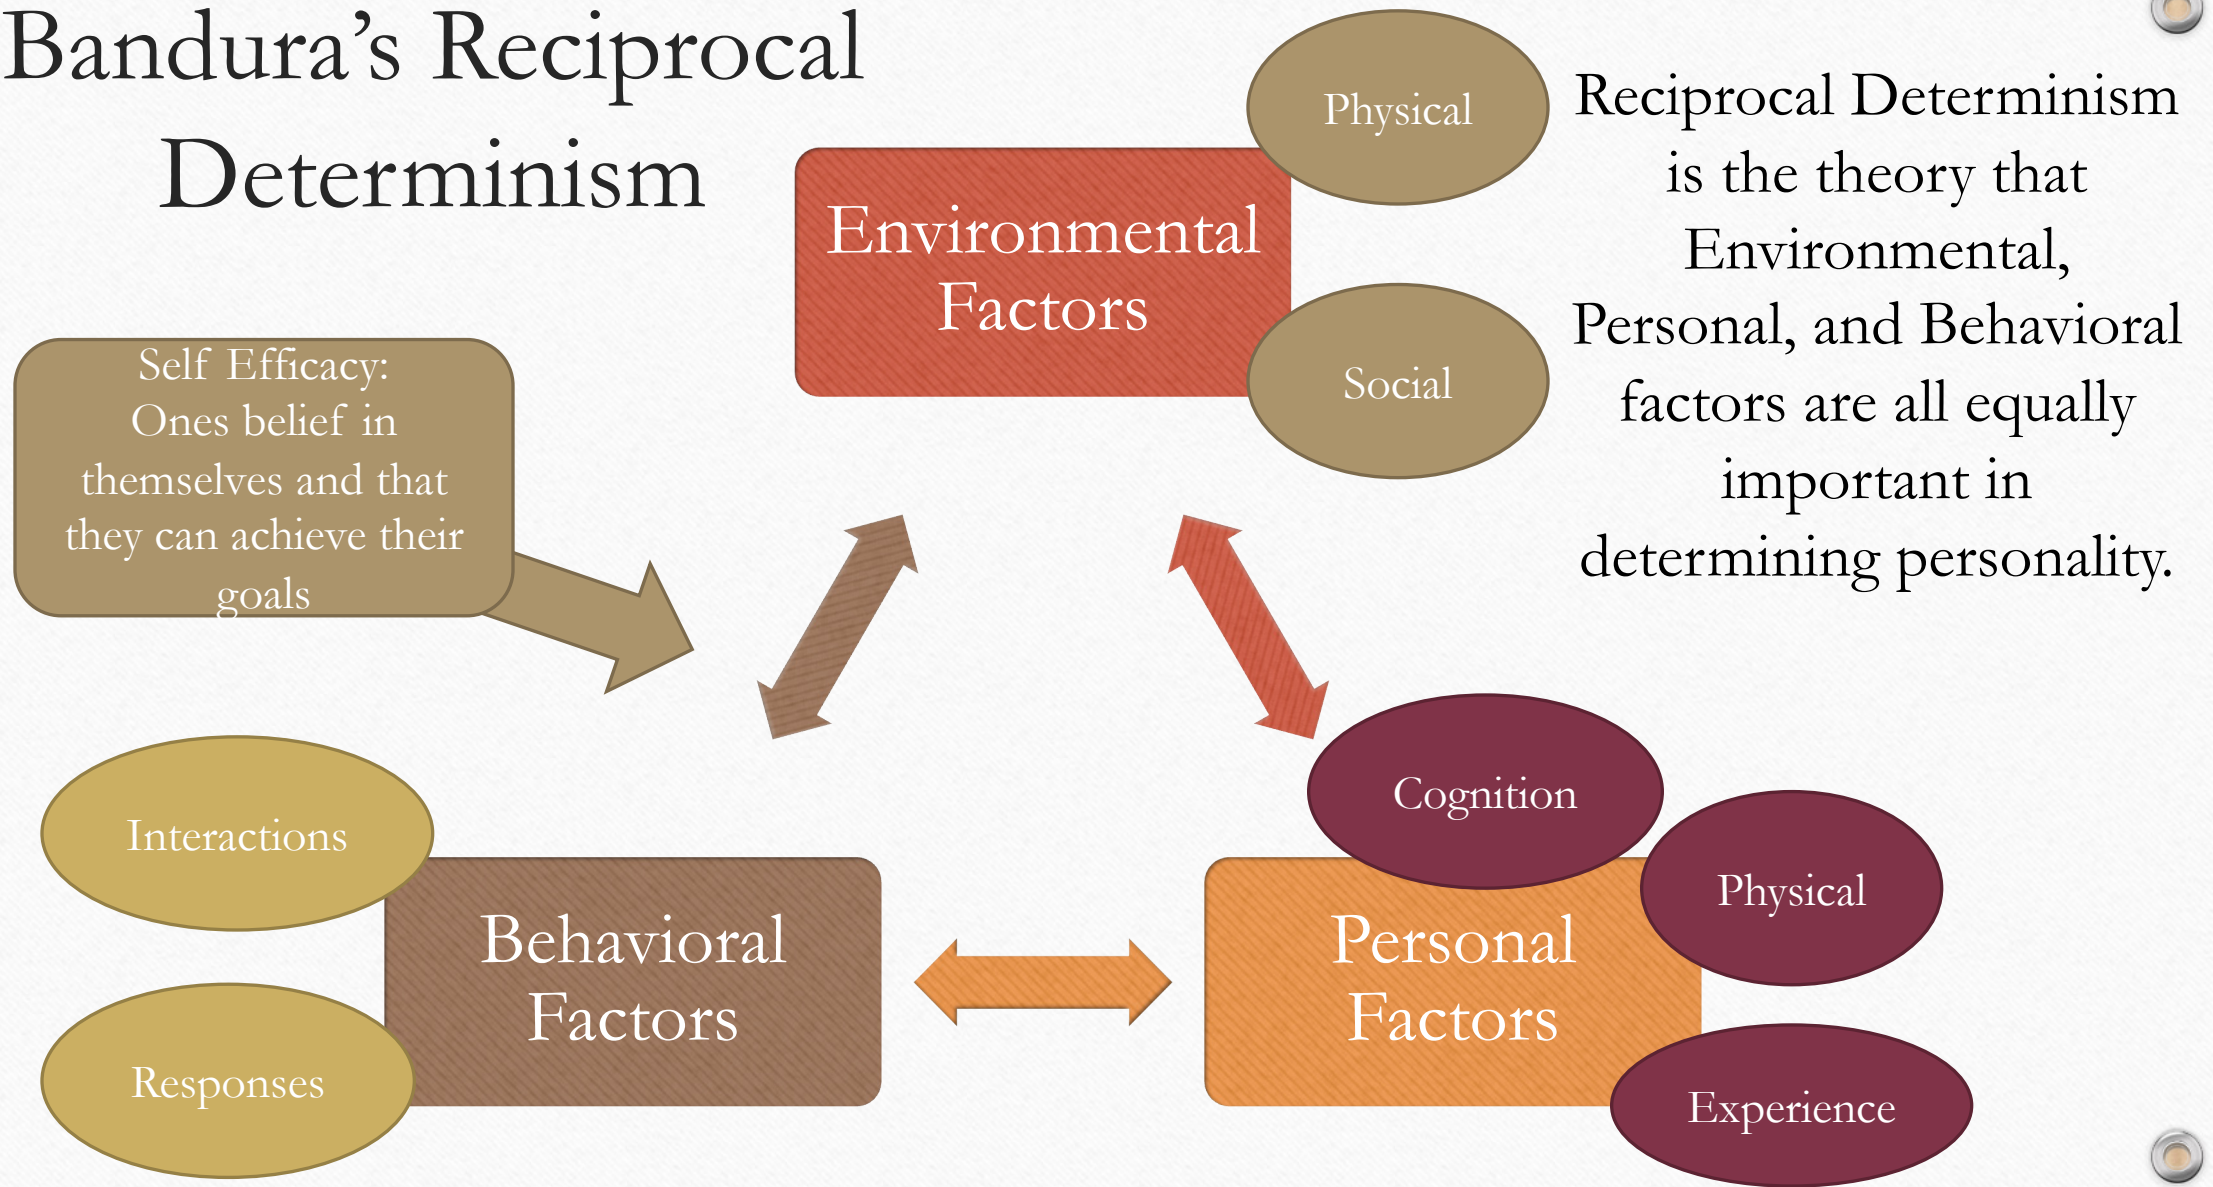 Bandura’s Reciprocal
Determinism
Physical
Environmental
Factors
Social
Reciprocal Determinism
is the theory that
Environmental,
Personal, and Behavioral
factors are all equally
important in
determining personality.
Self Efficacy:
Ones belief in
themselves and that
they can achieve their
goals
Interactions
Behavioral
Factors
Responses
Cognition
Physical
Personal
Factors
Experience